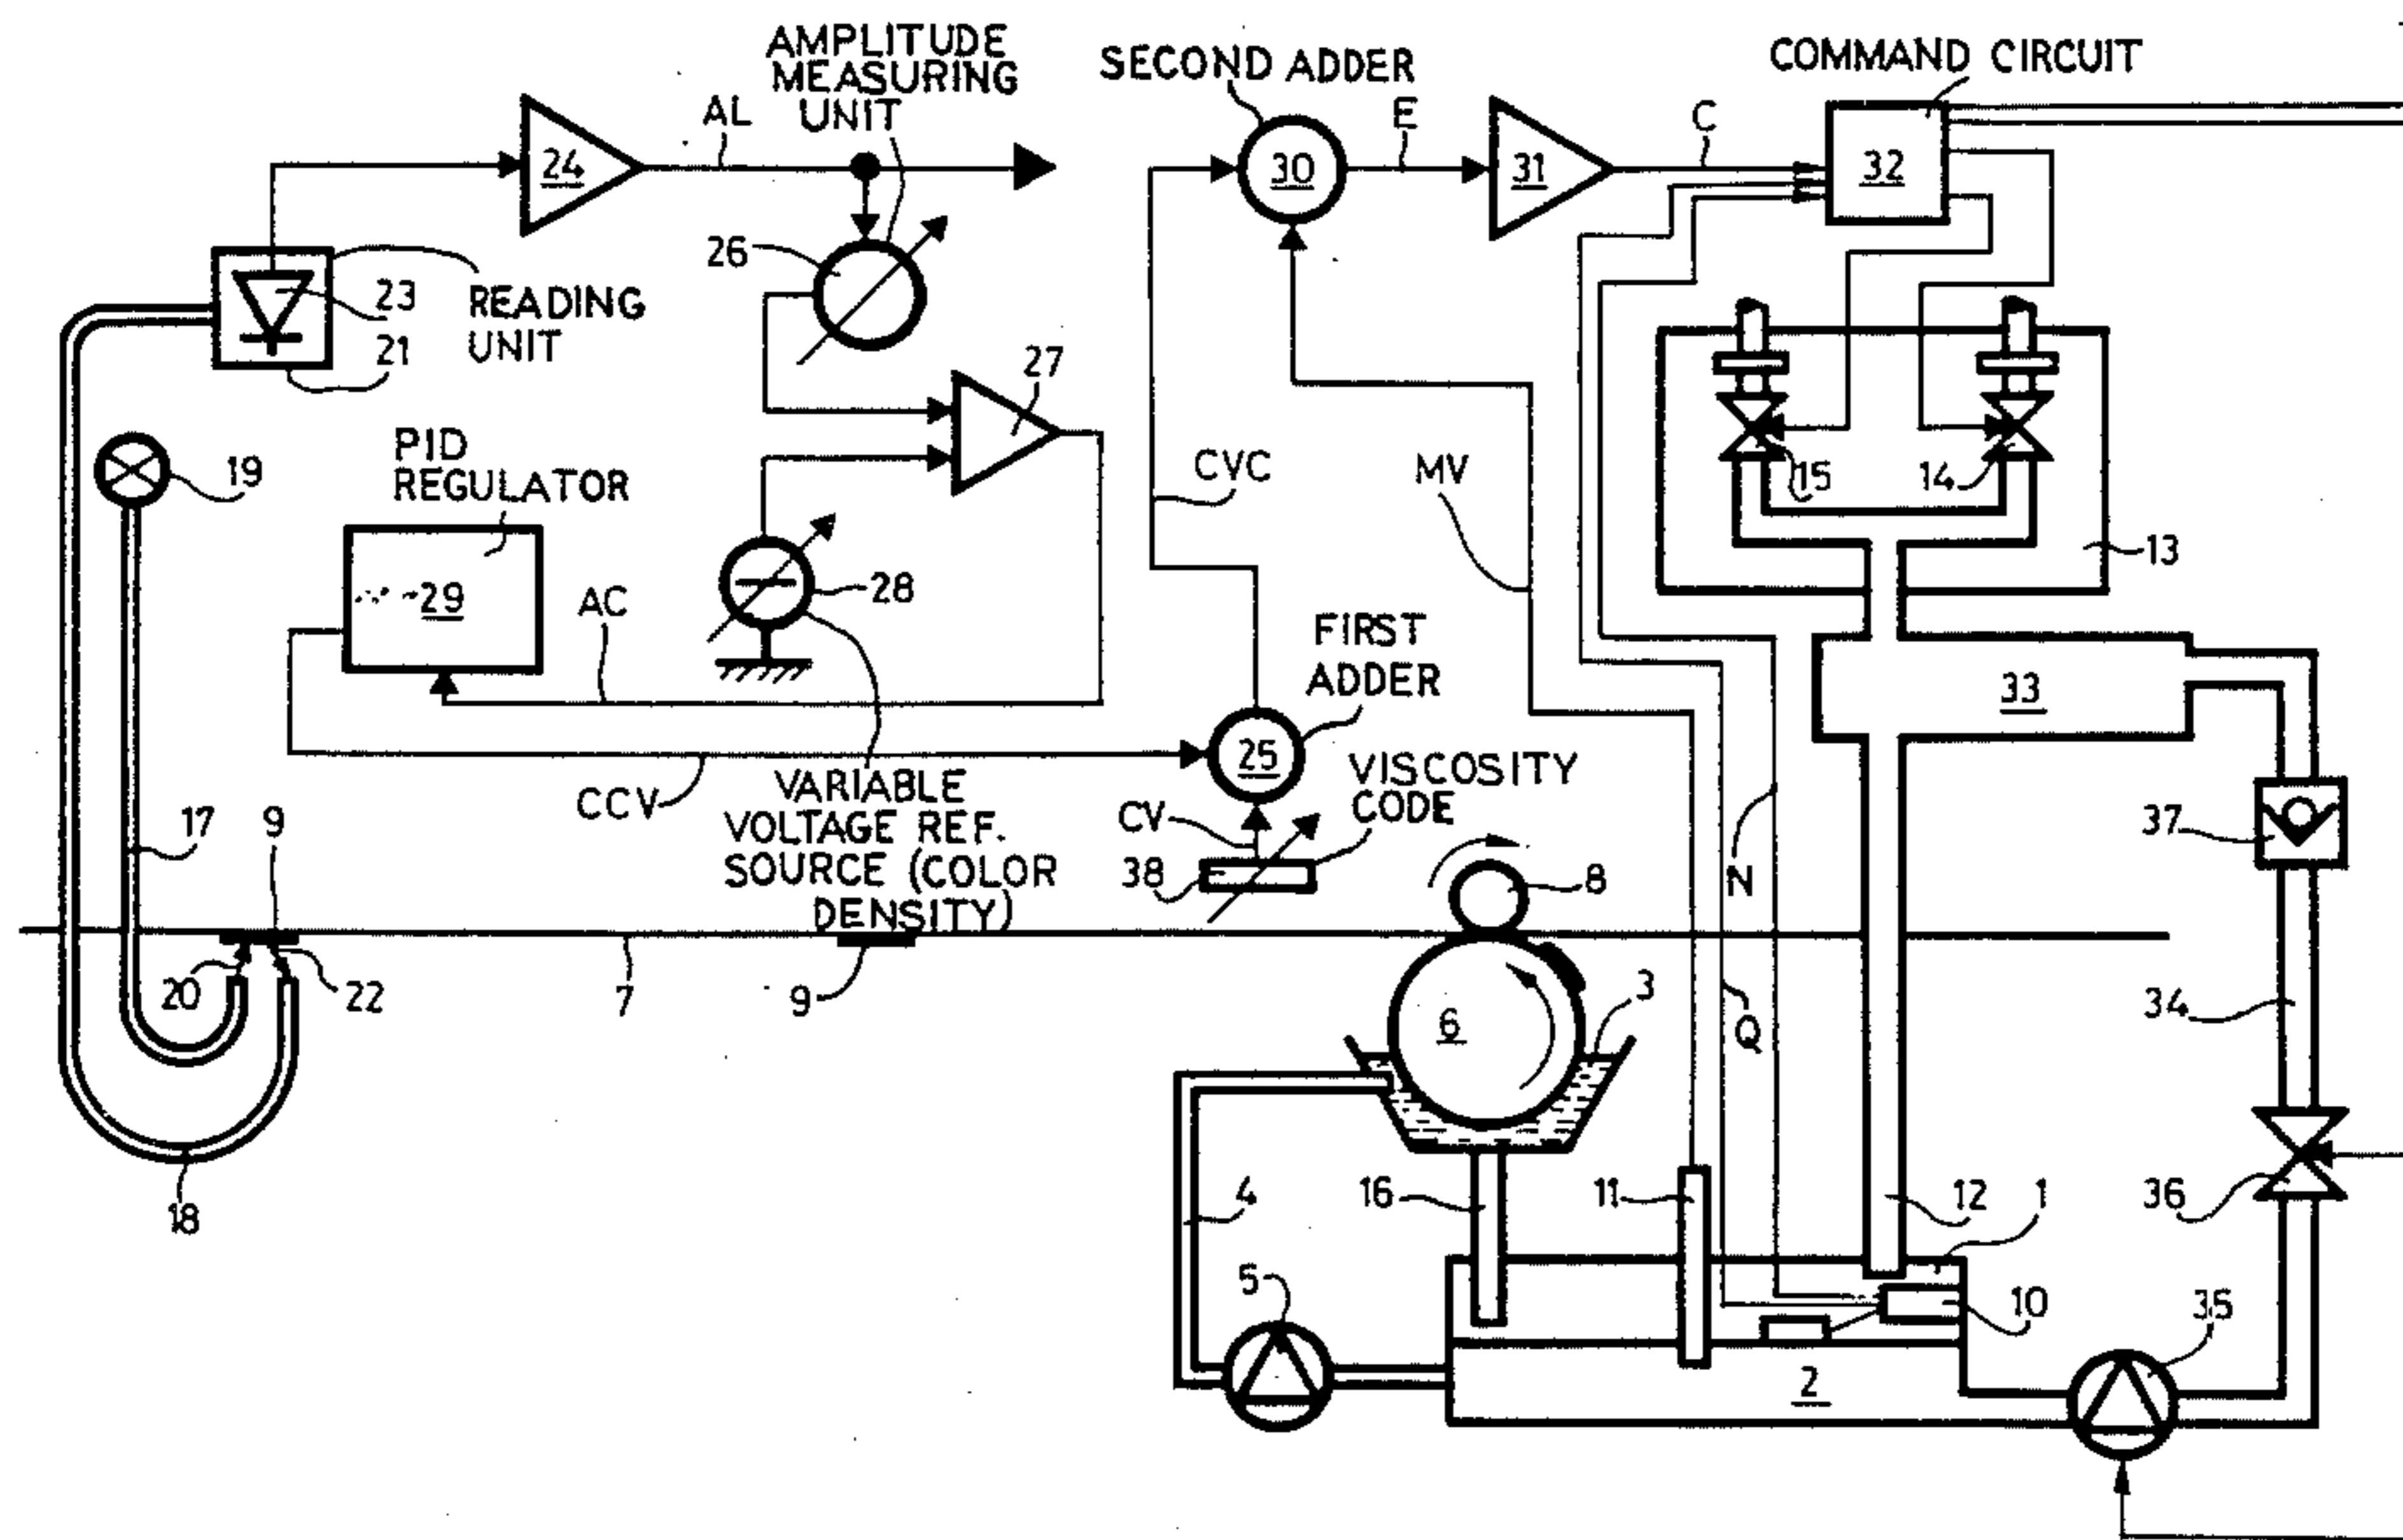 AMPLITUDE
MEASURING
UNIT
SECOND ADDER
COMMAND CIRCUIT
AL
E
C
24
30
31
32
26
23
READING
UNIT
21
27
PID
REGULATOR
19
CVC
MV
15
14
13
29
28
AC
FIRST
ADDER
33
25
VISCOSITY
CODE
CCV
VARIABLE
VOLTAGE REF.
SOURCE (COLOR
DENSITY)
CV
38
17
9
37
8
N
20
22
7
9
6
3
Q
34
18
4
16
11
12
1
36
5
10
35
2